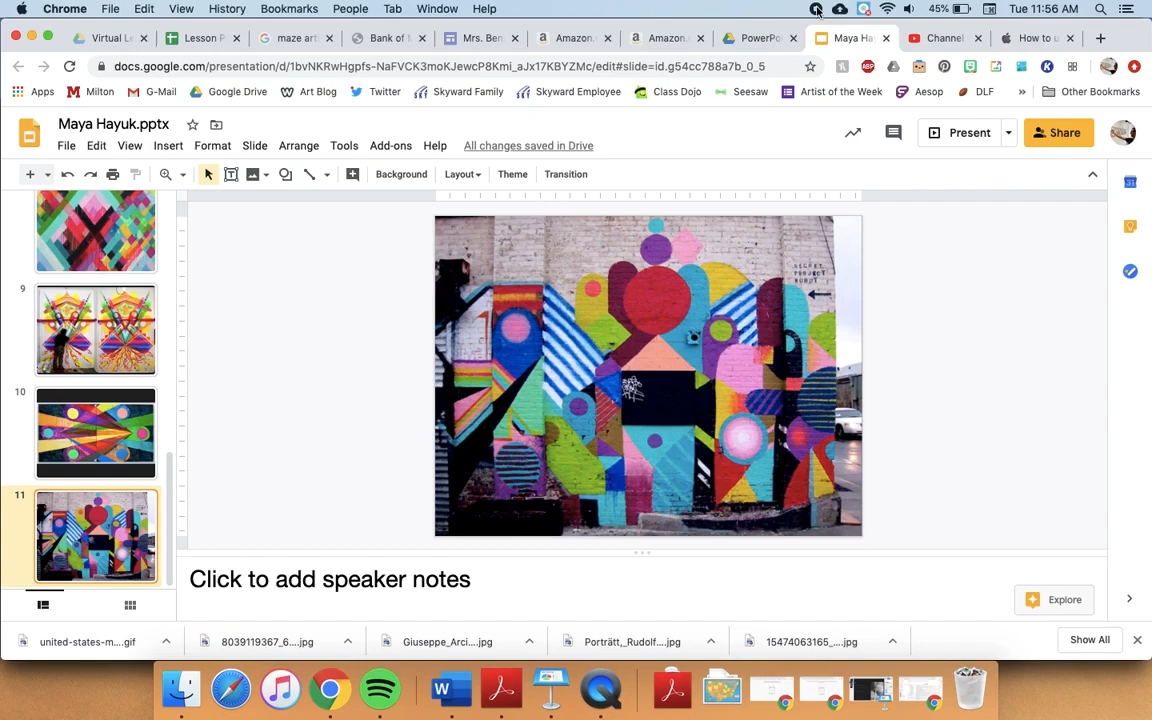 Chrome File Edit View History Bookmarks People Tab Window Help 45% Tue 11:56 AM
Virtual Le Lesson P maze arti Bank of Mrs. Ben Amazon.c Amazon. PowerPo Maya Hay Channel How to u
docs.google.com/presentation/d/1bvNKRwHgpfs-NaFVCK3moKJewcP8Kmi_aJx17KBYZMc/edit#slide=id.g54cc788a7b_0_5
Apps Milton G-Mail Google Drive Art Blog Twitter Skyward Family Skyward Employee Class Dojo Seesaw Artist of the Week Aesop DLF » Other Bookmarks
Maya Hayuk.pptx
File Edit View Insert Format Slide Arrange Tools Add-ons Help All changes saved in Drive
Present Share
Background Layout Theme Transition
SECRET
PROJECT
ROBOT
9
10
11
Click to add speaker notes
Explore
united-states-m....gif 8039119367_6....jpg Giuseppe_Arci....jpg Porträtt,_Rudolf....jpg 15474063165_....jpg Show All